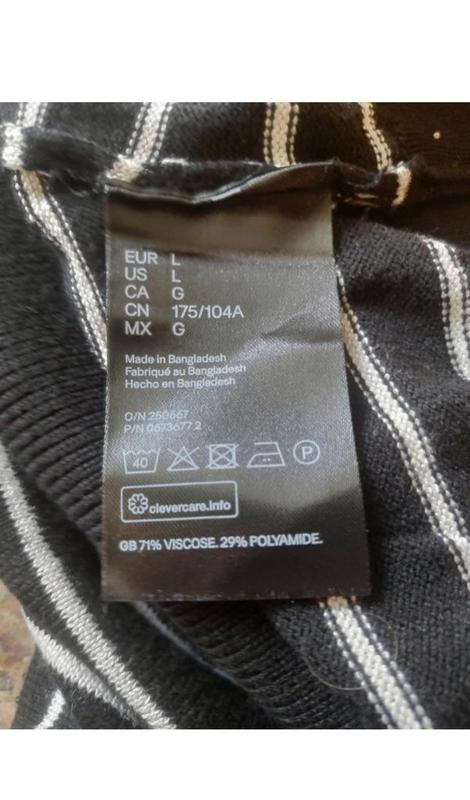 EUR L
US L
CA G
CN 175/104A
MX G
Made in Bangladesh
Fabriqué au Bangladesh
Hecho en Bangladesh
O/N 250667
P/N 0673677.2
40 P
clevercare.info
GB 71% VISCOSE. 29% POLYAMIDE.